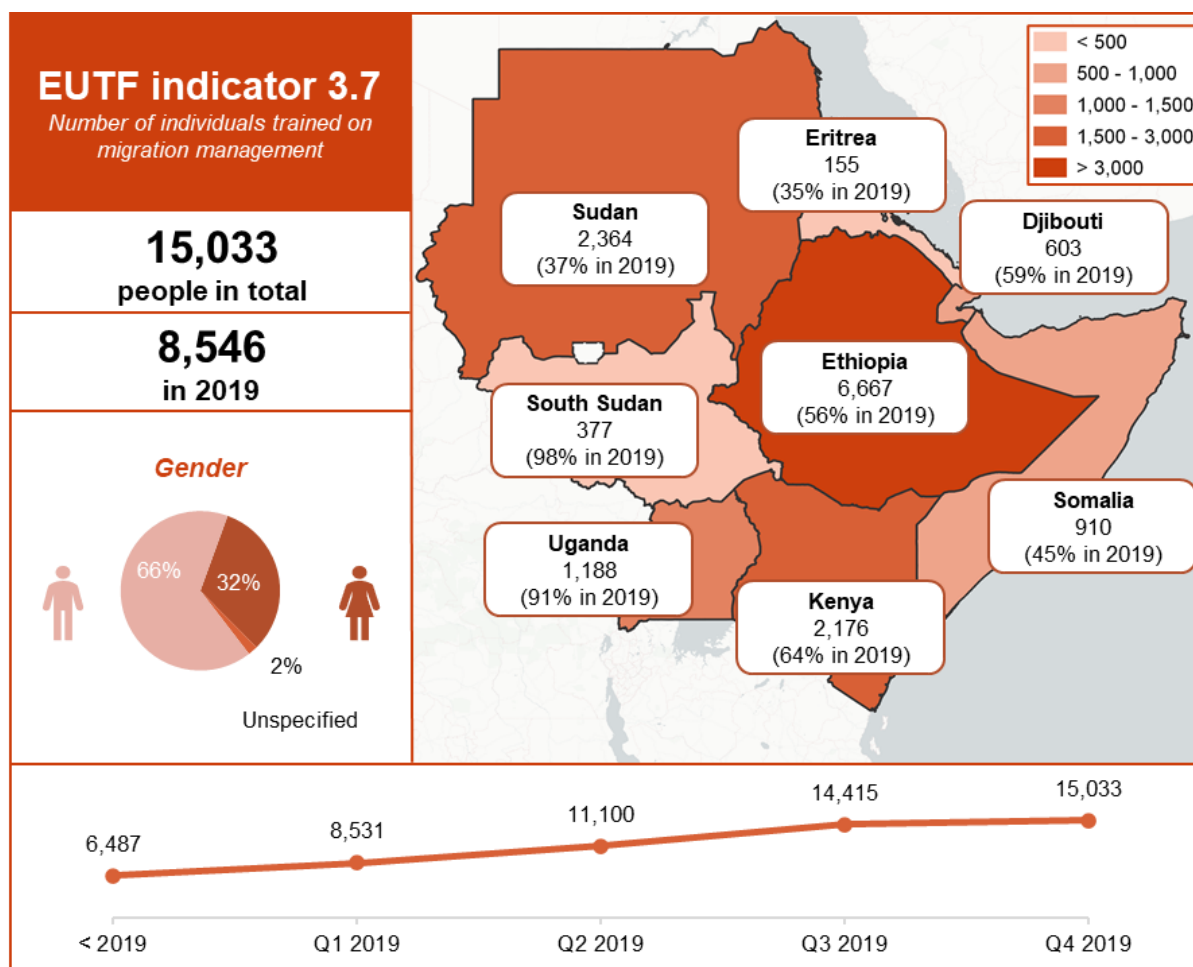 EUTF indicator 3.7
Number of individuals trained on
migration management
15,033
people in total
8,546
in 2019
Gender
66%
32%
2%
Unspecified
< 500
500 - 1,000
1,000 - 1,500
1,500 - 3,000
> 3,000
Eritrea
155
(35% in 2019)
Sudan
2,364
(37% in 2019)
Djibouti
603
(59% in 2019)
Ethiopia
6,667
(56% in 2019)
South Sudan
377
(98% in 2019)
Somalia
910
(45% in 2019)
Uganda
1,188
(91% in 2019)
Kenya
2,176
(64% in 2019)
6,487
8,531
11,100
14,415
15,033
< 2019
Q1 2019
Q2 2019
Q3 2019
Q4 2019